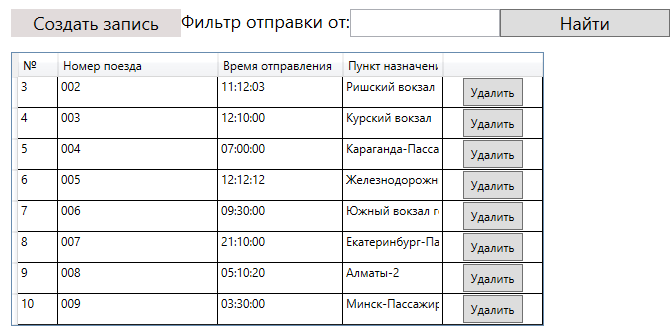 Создать запись Фильтр отправки от: Найти
№ Номер поезда Время отправления Пункт назначени
3 002 11:12:03 Ришский вокзал Удалить
4 003 12:10:00 Курский вокзал Удалить
5 004 07:00:00 Караганда-Пасса Удалить
6 005 12:12:12 Железнодорожн Удалить
7 006 09:30:00 Южный вокзал г Удалить
8 007 21:10:00 Екатеринбург-Па Удалить
9 008 05:10:20 Алматы-2 Удалить
10 009 03:30:00 Минск-Пассажир Удалить